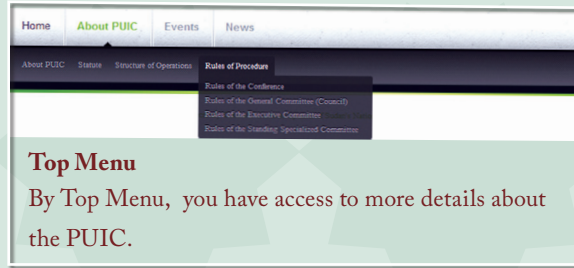 Home About PUIC Events News
About PUIC Statute Structure of Operations Rules of Procedure
Rules of the Conference
Rules of the General Committee (Council)
Rules of the Executive Committee
Rules of the Standing Specialized Committee
Top Menu
By Top Menu, you have access to more details about
the PUIC.